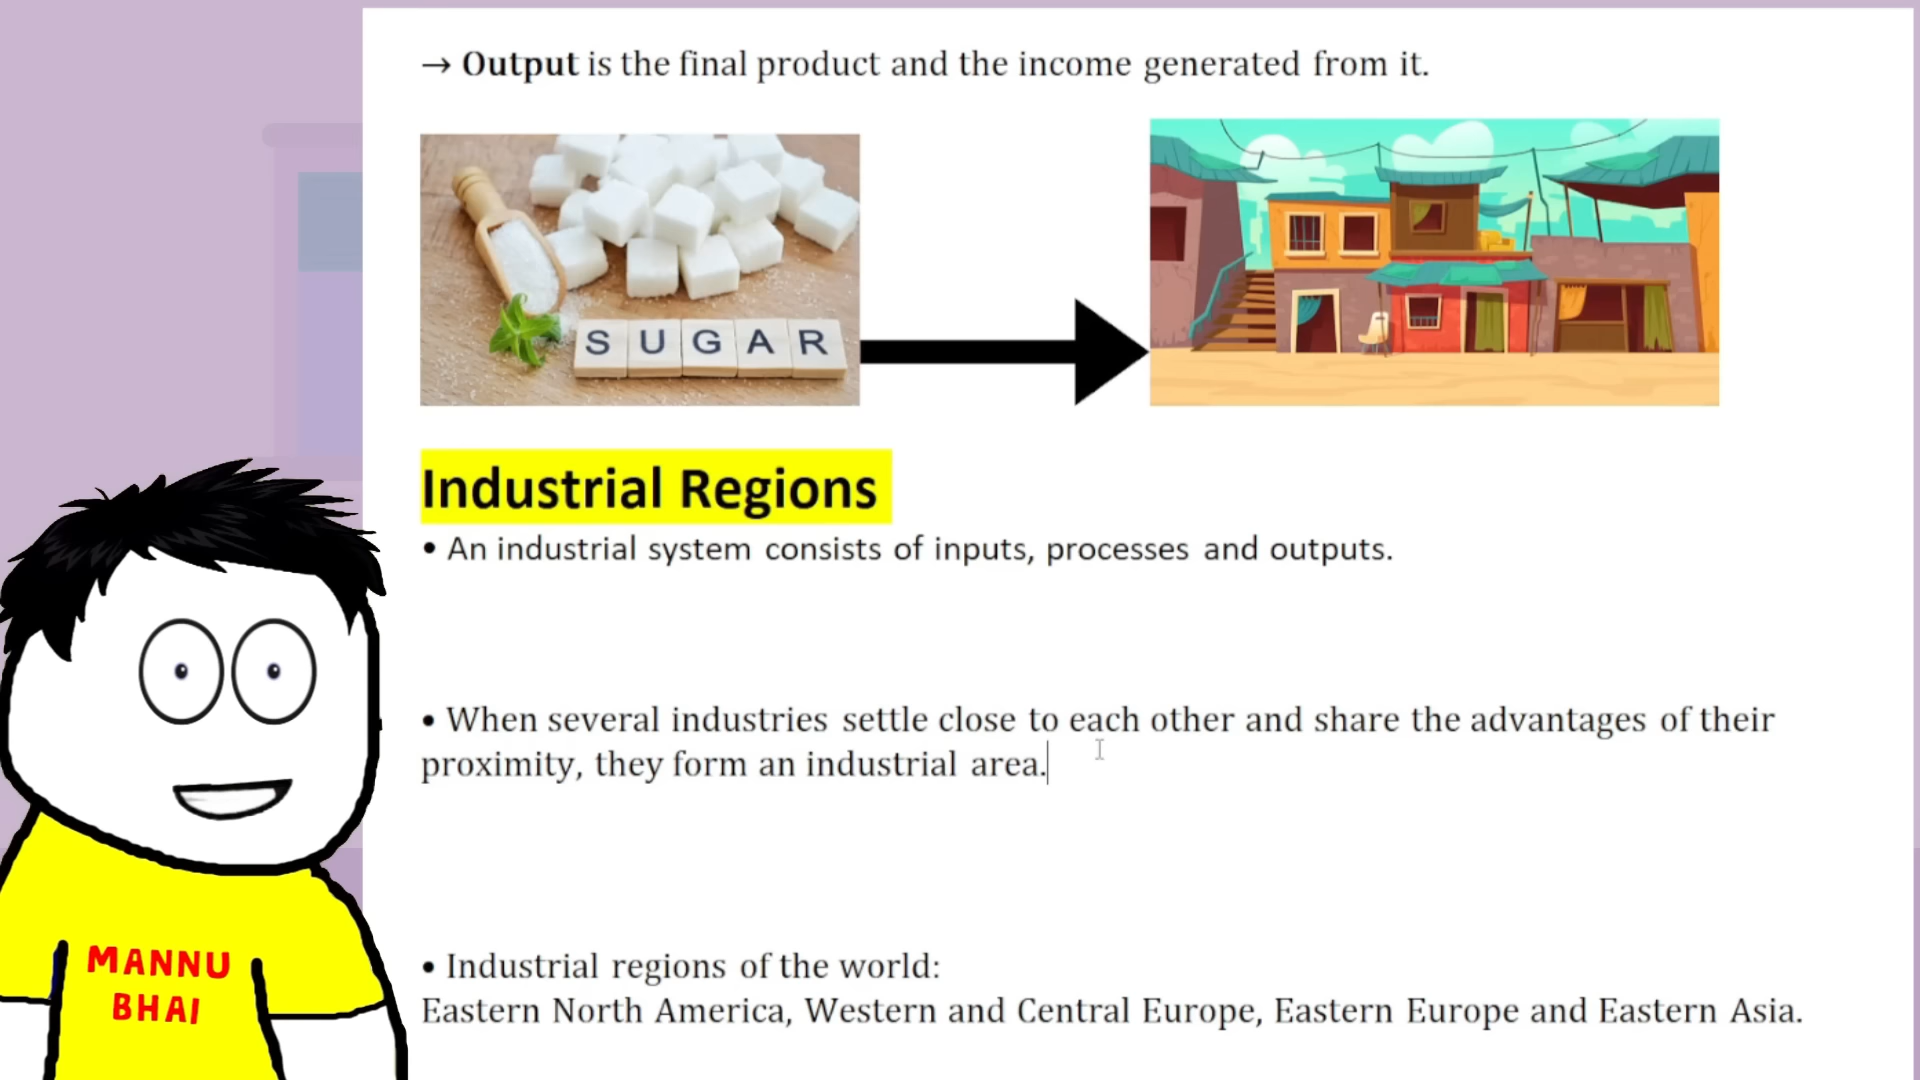 → Output is the final product and the income generated from it.
SUGAR
Industrial Regions
• An industrial system consists of inputs, processes and outputs.
• When several industries settle close to each other and share the advantages of their
proximity, they form an industrial area.
• Industrial regions of the world:
Eastern North America, Western and Central Europe, Eastern Europe and Eastern Asia.
MANNU
BHAI